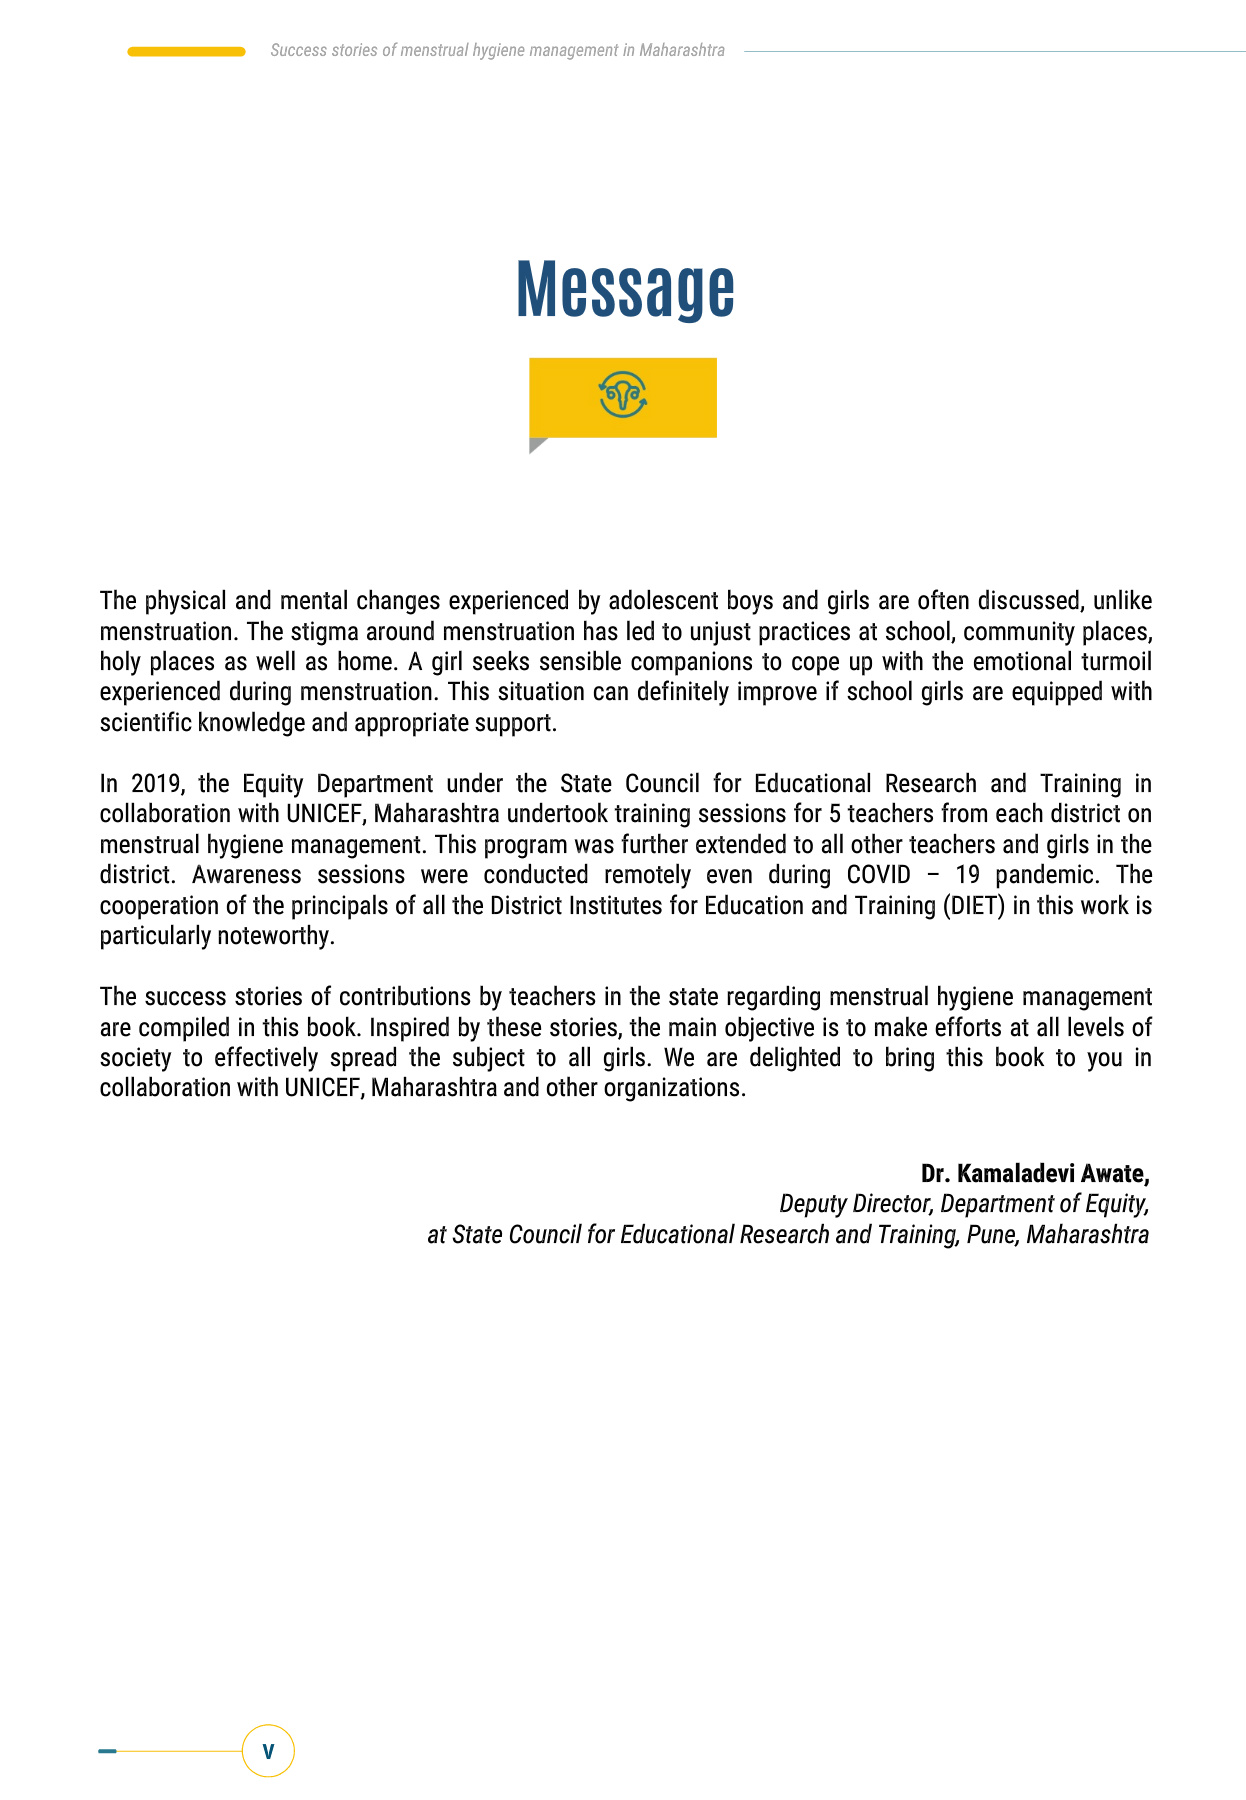 Success stories of menstrual hygiene management in Maharashtra
Message
The physical and mental changes experienced by adolescent boys and girls are often discussed, unlike
menstruation. The stigma around menstruation has led to unjust practices at school, community places,
holy places as well as home. A girl seeks sensible companions to cope up with the emotional turmoil
experienced during menstruation. This situation can definitely improve if school girls are equipped with
scientific knowledge and appropriate support.
In 2019, the Equity Department under the State Council for Educational Research and Training in
collaboration with UNICEF, Maharashtra undertook training sessions for 5 teachers from each district on
menstrual hygiene management. This program was further extended to all other teachers and girls in the
district. Awareness sessions were conducted remotely even during COVID – 19 pandemic. The
cooperation of the principals of all the District Institutes for Education and Training (DIET) in this work is
particularly noteworthy.
The success stories of contributions by teachers in the state regarding menstrual hygiene management
are compiled in this book. Inspired by these stories, the main objective is to make efforts at all levels of
society to effectively spread the subject to all girls. We are delighted to bring this book to you in
collaboration with UNICEF, Maharashtra and other organizations.
Dr. Kamaladevi Awate,
Deputy Director, Department of Equity,
at State Council for Educational Research and Training, Pune, Maharashtra
V